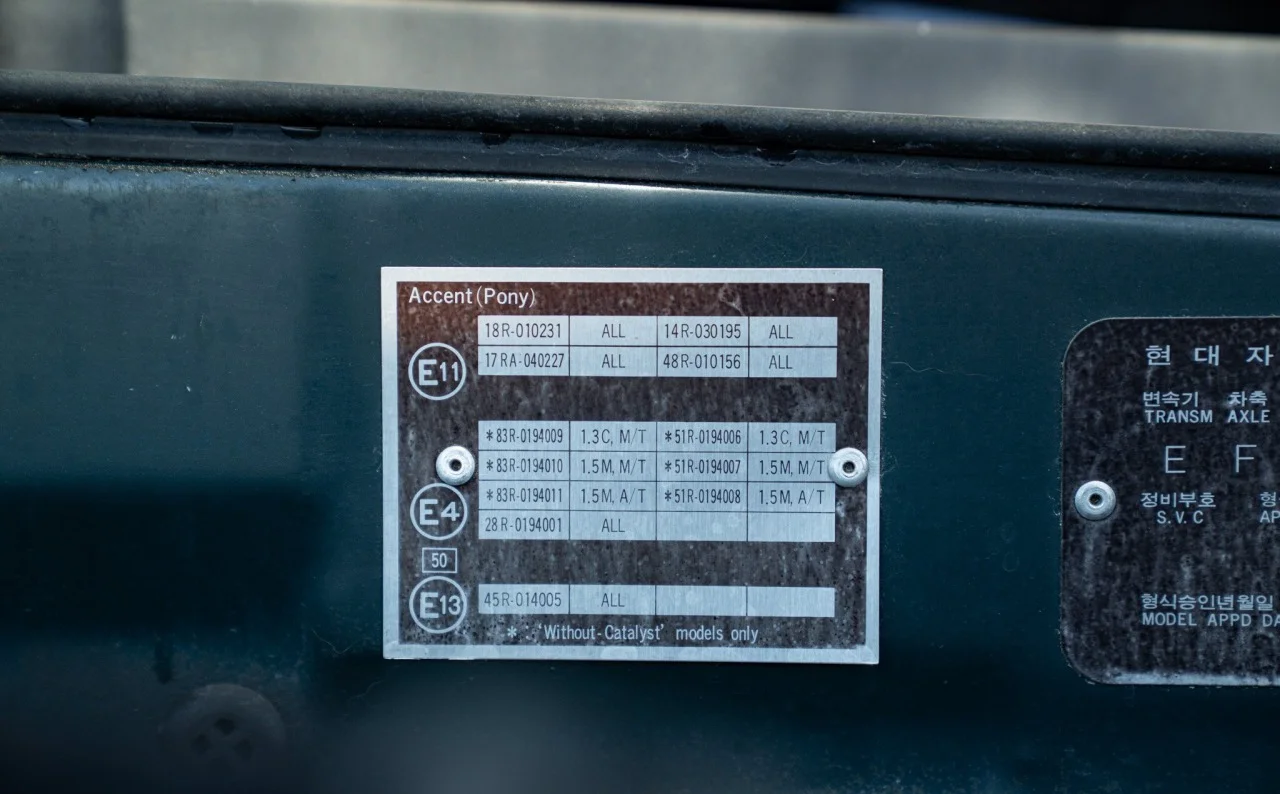 Accent (Pony)
18R-010231 ALL 14R-030195 ALL
E11 17RA-040227 ALL 48R-010156 ALL
*83R-0194009 1.3C, M/T *51R-0194006 1.3C, M/T
*83R-0194010 1.5M, M/T *51R-0194007 1.5M, M/T
*83R-0194011 1.5M, A/T *51R-0194008 1.5M, A/T
E4 28R-0194001 ALL
50
E13 45R-014005 ALL
* : 'Without-Catalyst' models only
현 대 자
변속기 차축
TRANSM AXLE
E F
정비부호 형
S.V.C AP
형식승인년월일
MODEL APPD DA